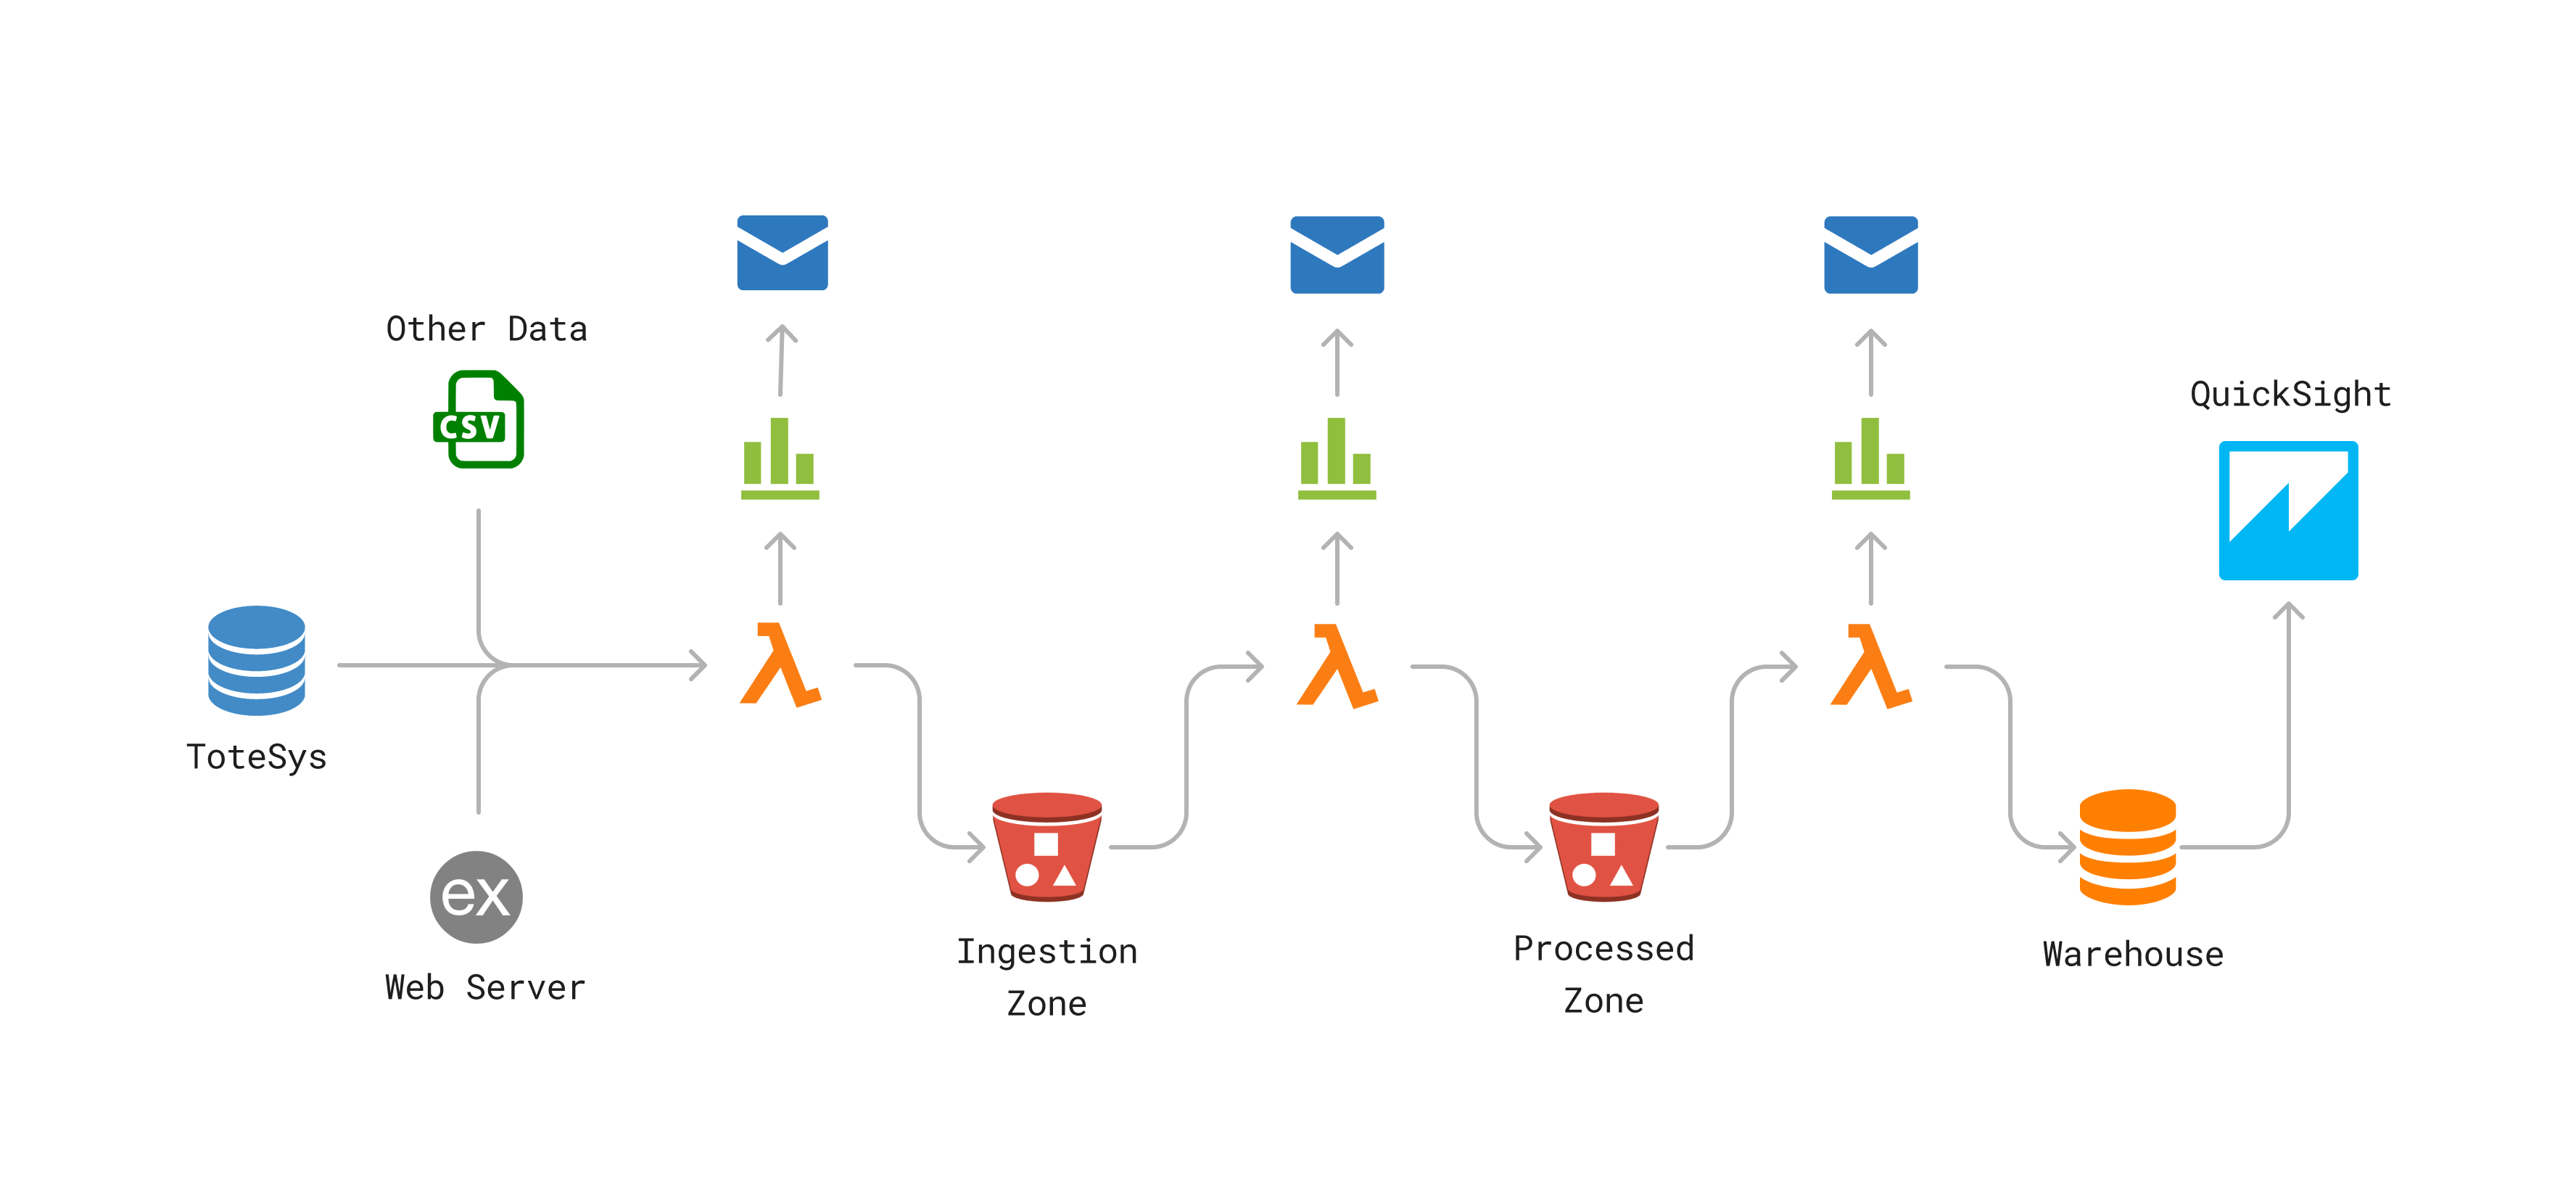 Other Data
CSV
QuickSight
ToteSys
ex
Web Server
Ingestion
Zone
Processed
Zone
Warehouse